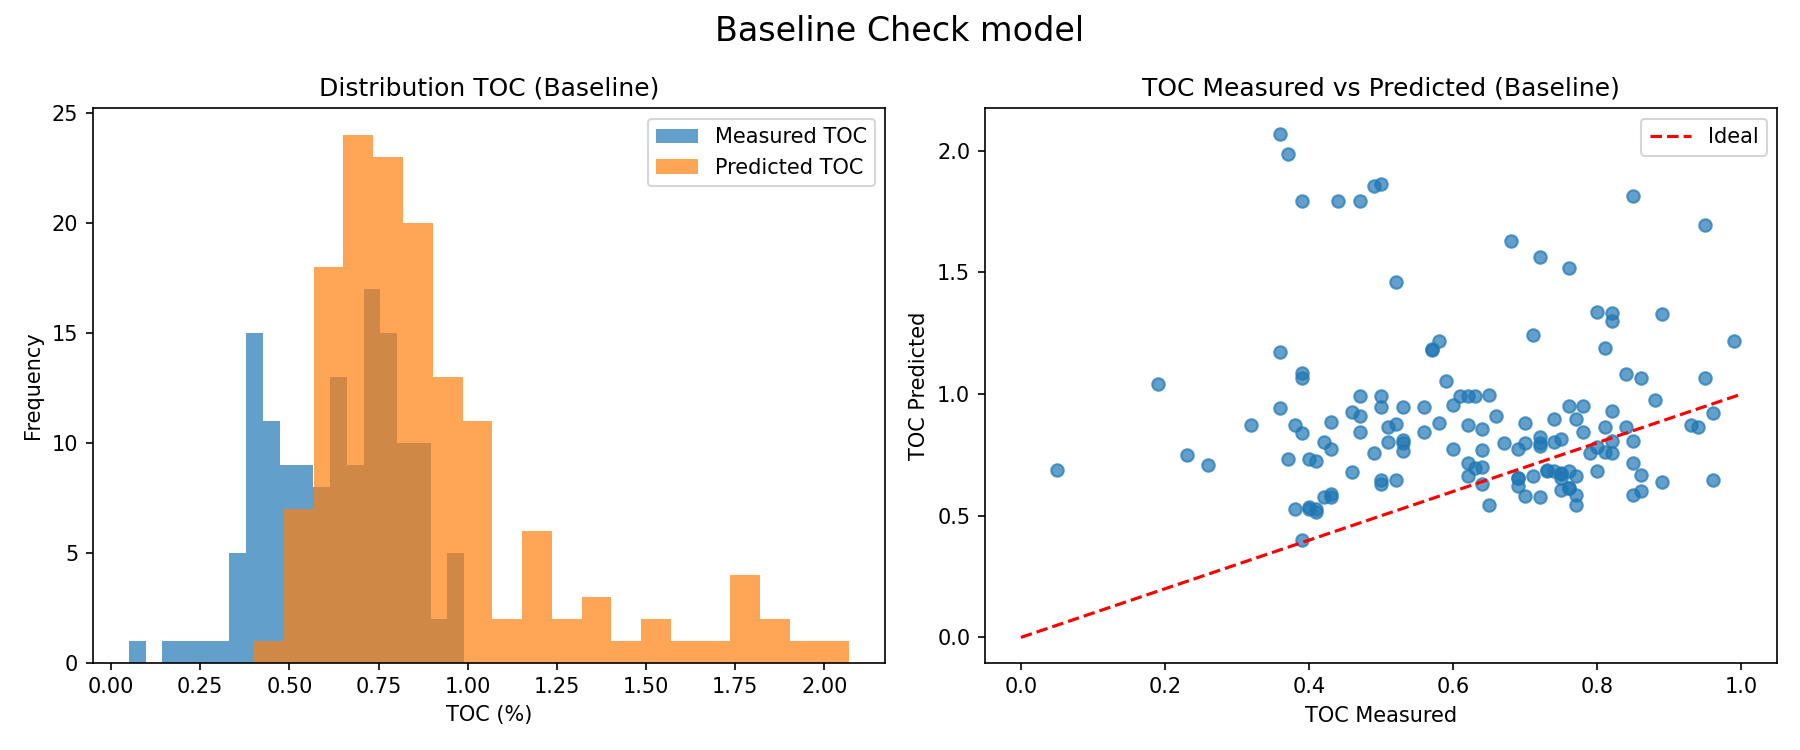 Baseline Check model
Distribution TOC (Baseline)
25
20
15
10
5
0
Frequency
Measured TOC
Predicted TOC
0.00 0.25 0.50 0.75 1.00 1.25 1.50 1.75 2.00
TOC (%)
TOC Measured vs Predicted (Baseline)
2.0
1.5
1.0
0.5
0.0
TOC Predicted
Ideal
0.0 0.2 0.4 0.6 0.8 1.0
TOC Measured